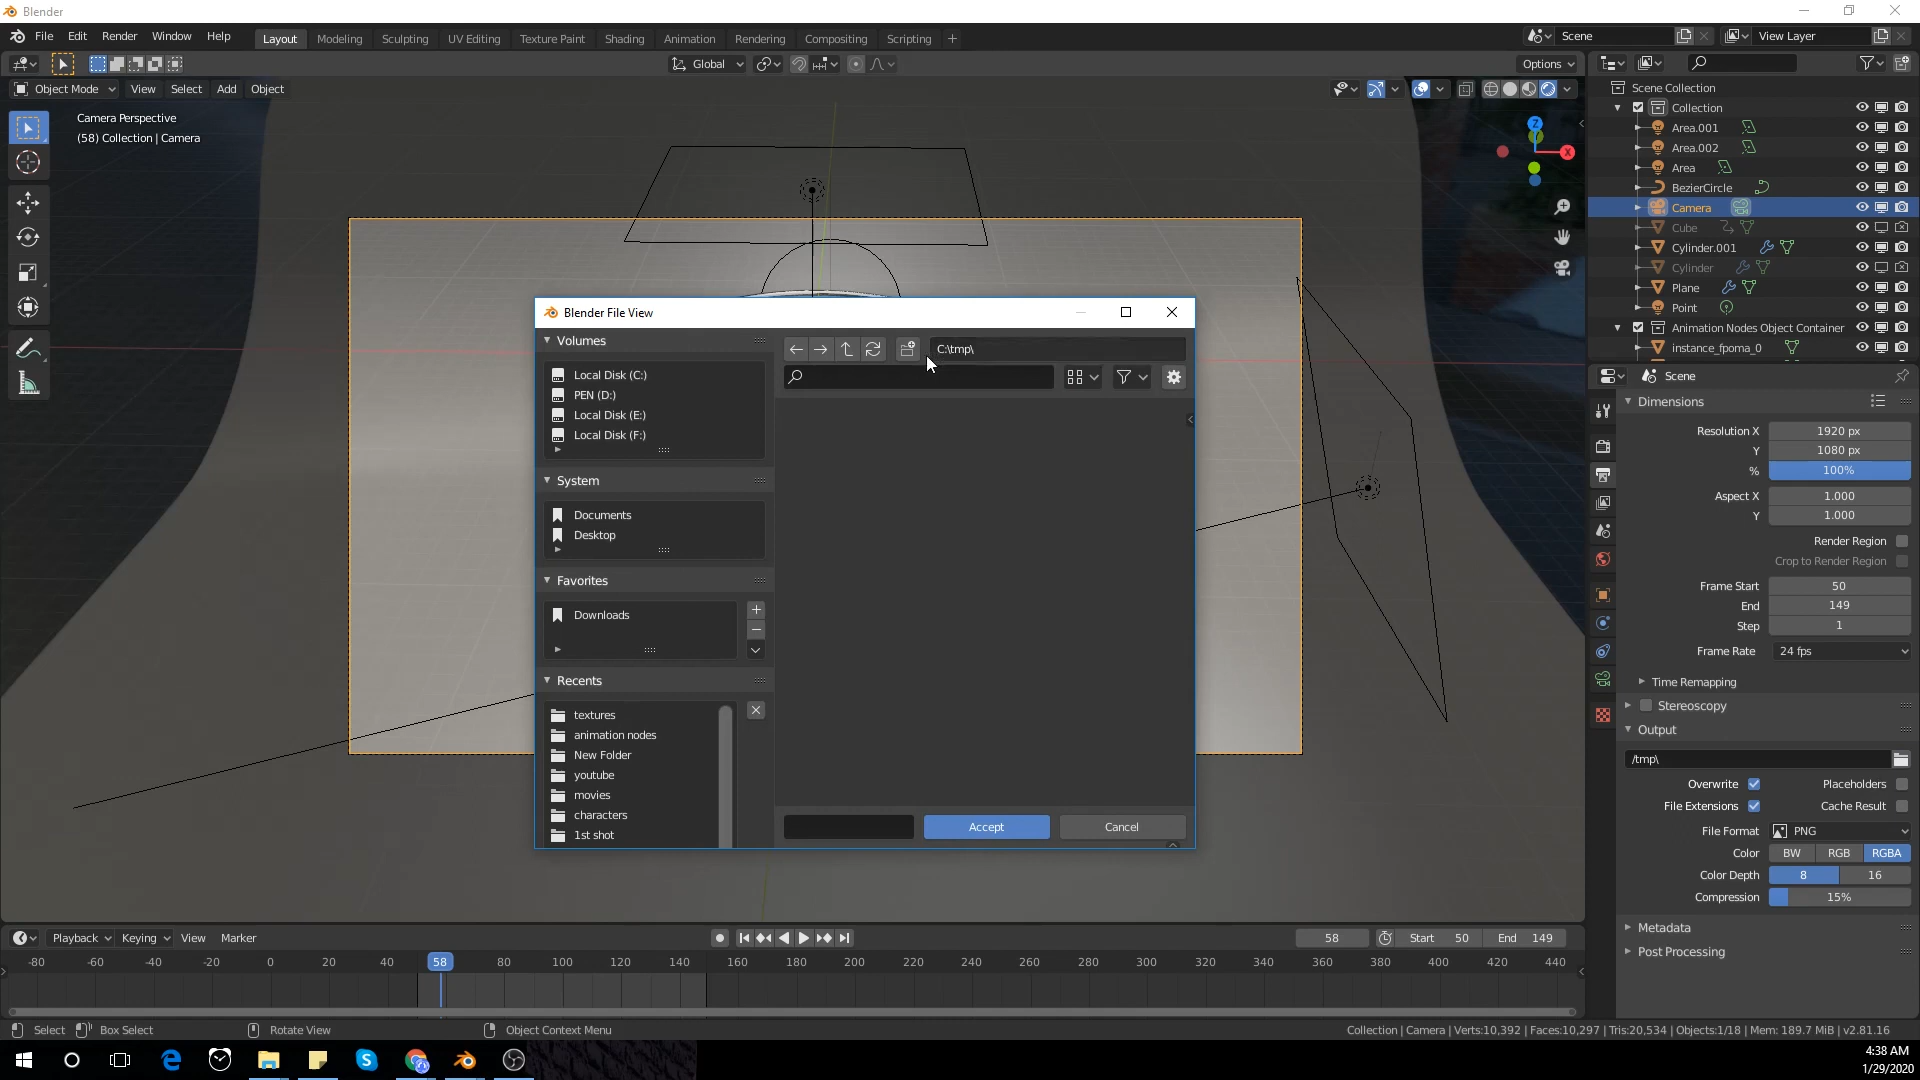 Blender
File Edit Render Window Help
Layout Modeling Sculpting UV Editing Texture Paint Shading Animation Rendering Compositing Scripting +
Scene
View Layer
Global
Options
Object Mode View Select Add Object
Camera Perspective
(58) Collection | Camera
Z
X
Scene Collection
Collection
Area.001
Area.002
Area
BezierCircle
Camera
Cube
Cylinder.001
Cylinder
Plane
Point
Animation Nodes Object Container
instance_fpoma_0
Blender File View
Volumes
Local Disk (C:)
PEN (D:)
Local Disk (E:)
Local Disk (F:)
System
Documents
Desktop
Favorites
Downloads
Recents
textures
animation nodes
New Folder
youtube
movies
characters
1st shot
C:\tmp\
Accept
Cancel
Scene
Dimensions
Resolution X 1920 px
Y 1080 px
% 100%
Aspect X 1.000
Y 1.000
Render Region
Crop to Render Region
Frame Start 50
End 149
Step 1
Frame Rate 24 fps
Time Remapping
Stereoscopy
Output
/tmp\
Overwrite Placeholders
File Extensions Cache Result
File Format PNG
Color BW RGB RGBA
Color Depth 8 16
Compression 15%
Metadata
Post Processing
Playback Keying View Marker
58 Start 50 End 149
-80 -60 -40 -20 0 20 40 58 80 100 120 140 160 180 200 220 240 260 280 300 320 340 360 380 400 420 440
Select Box Select Rotate View Object Context Menu
Collection | Camera | Verts:10,392 | Faces:10,297 | Tris:20,534 | Objects:1/18 | Mem: 189.7 MiB | v2.81.16
4:38 AM
1/29/2020